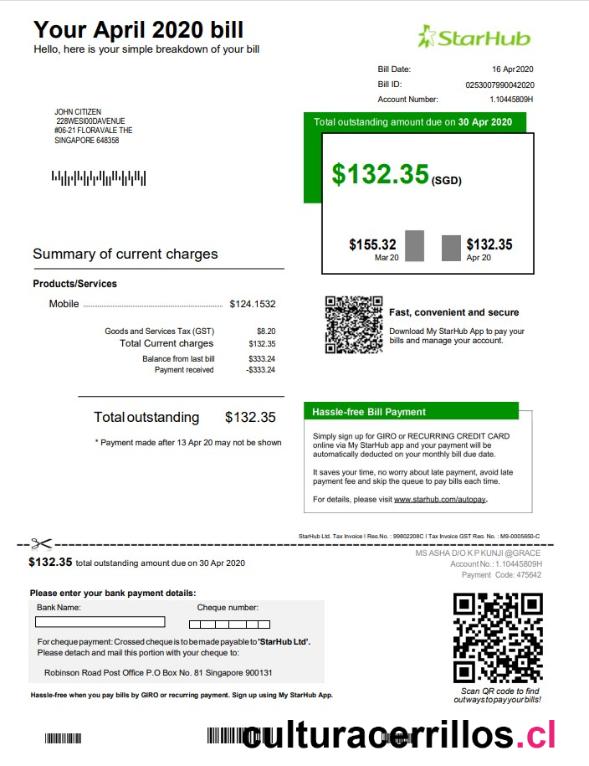 Your April 2020 bill
Hello, here is your simple breakdown of your bill
StarHub
Bill Date: 16 Apr2020
Bill ID: 0253007990042020
Account Number: 1.10445809H
JOHN CITIZEN
228WESI00DAVENUE
#06-21 FLORAVALE THE
SINGAPORE 648358
Total outstanding amount due on 30 Apr 2020
$132.35 (SGD)
$155.32
Mar 20
$132.35
Apr 20
Summary of current charges
Products/Services
Mobile ........................................................ $124.1532
Goods and Services Tax (GST) $8.20
Total Current charges $132.35
Balance from last bill $333.24
Payment received -$333.24
Totaloutstanding $132.35
* Payment made after 13 Apr 20 may not be shown
Fast, convenient and secure
Download My StarHub App to pay your
bills and manage your account.
Hassle-free Bill Payment
Simply sign up for GIRO or RECURRING CREDIT CARD
online via My StarHub app and your payment will be
automatically deducted on your monthly bill due date.
It saves your time, no worry about late payment, avoid late
payment fee and skip the queue to pay bills each time.
For details, please visit www.starhub.com/autopay.
StarHub Ltd. Tax Invoice I Reg No. : 99802208C I Tax Invoice GST Reg. No. : M9-0005650-C
$132.35 total outstanding amount due on 30 Apr 2020
MS ASHA D/O K P KUNJI @GRACE
Account No.: 1.10445809H
Payment Code: 475642
Please enter your bank payment details:
Bank Name:
Cheque number:
For cheque payment: Crossed cheque is to be made payable to 'StarHub Ltd'.
Please detach and mail this portion with your cheque to:
Robinson Road Post Office P.O Box No. 81 Singapore 900131
Hassle-free when you pay bills by GIRO or recurring payment. Sign up using My StarHub App.
Scan QR code to find
outwaystopayyourbills!
culturacerrillos.cl